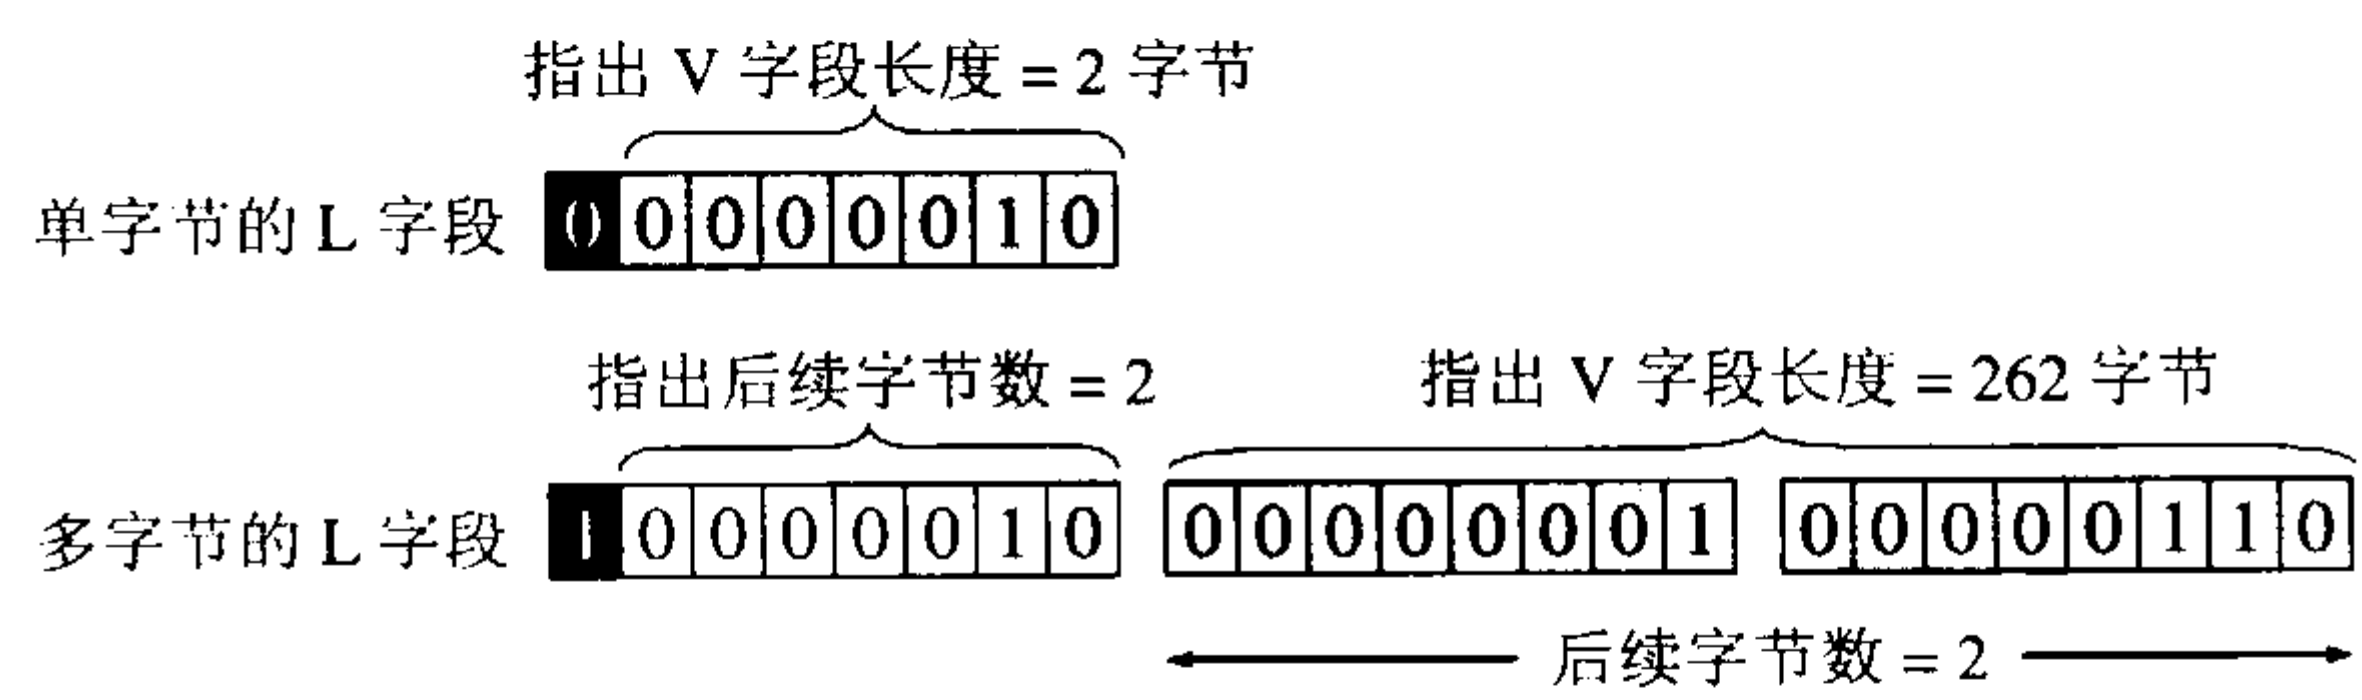 指出 V 字段长度 = 2 字节
单字节的 L 字段 0 0 0 0 0 0 1 0
指出后续字节数 = 2 指出 V 字段长度 = 262 字节
多字节的 L 字段 1 0 0 0 0 0 1 0 0 0 0 0 0 0 0 1 0 0 0 0 0 1 1 0
后续字节数 = 2